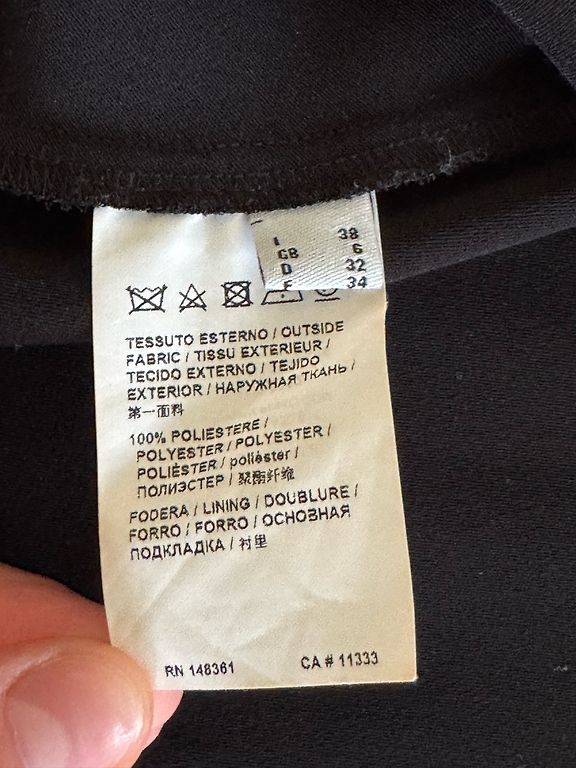 I 38
GB 6
D 32
F 34
TESSUTO ESTERNO / OUTSIDE
FABRIC / TISSU EXTERIEUR /
TECIDO EXTERNO / TEJIDO
EXTERIOR / НАРУЖНАЯ ТКАНЬ /
第一面料
100% POLIESTERE /
POLYESTER / POLYESTER /
POLIÉSTER / poliéster /
ПОЛИЭСТЕР / 聚酯纤维
FODERA / LINING / DOUBLURE /
FORRO / FORRO / ОСНОВНАЯ
ПОДКЛАДКА / 衬里
RN 148361 CA # 11333